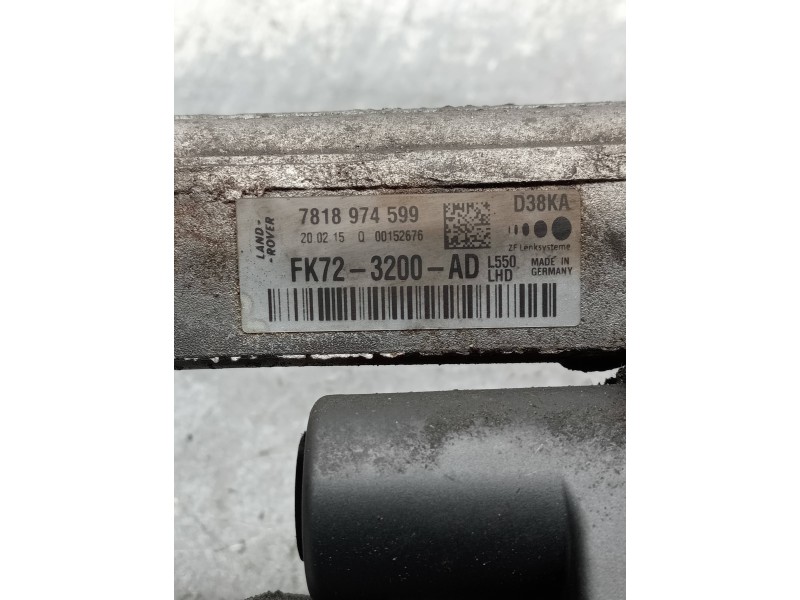 LAND-
-ROVER
7818 974 599
20.02.15 Q 00152676
D38KA
ZF Lenksysteme
FK72-3200-AD
L550
LHD
MADE IN
GERMANY